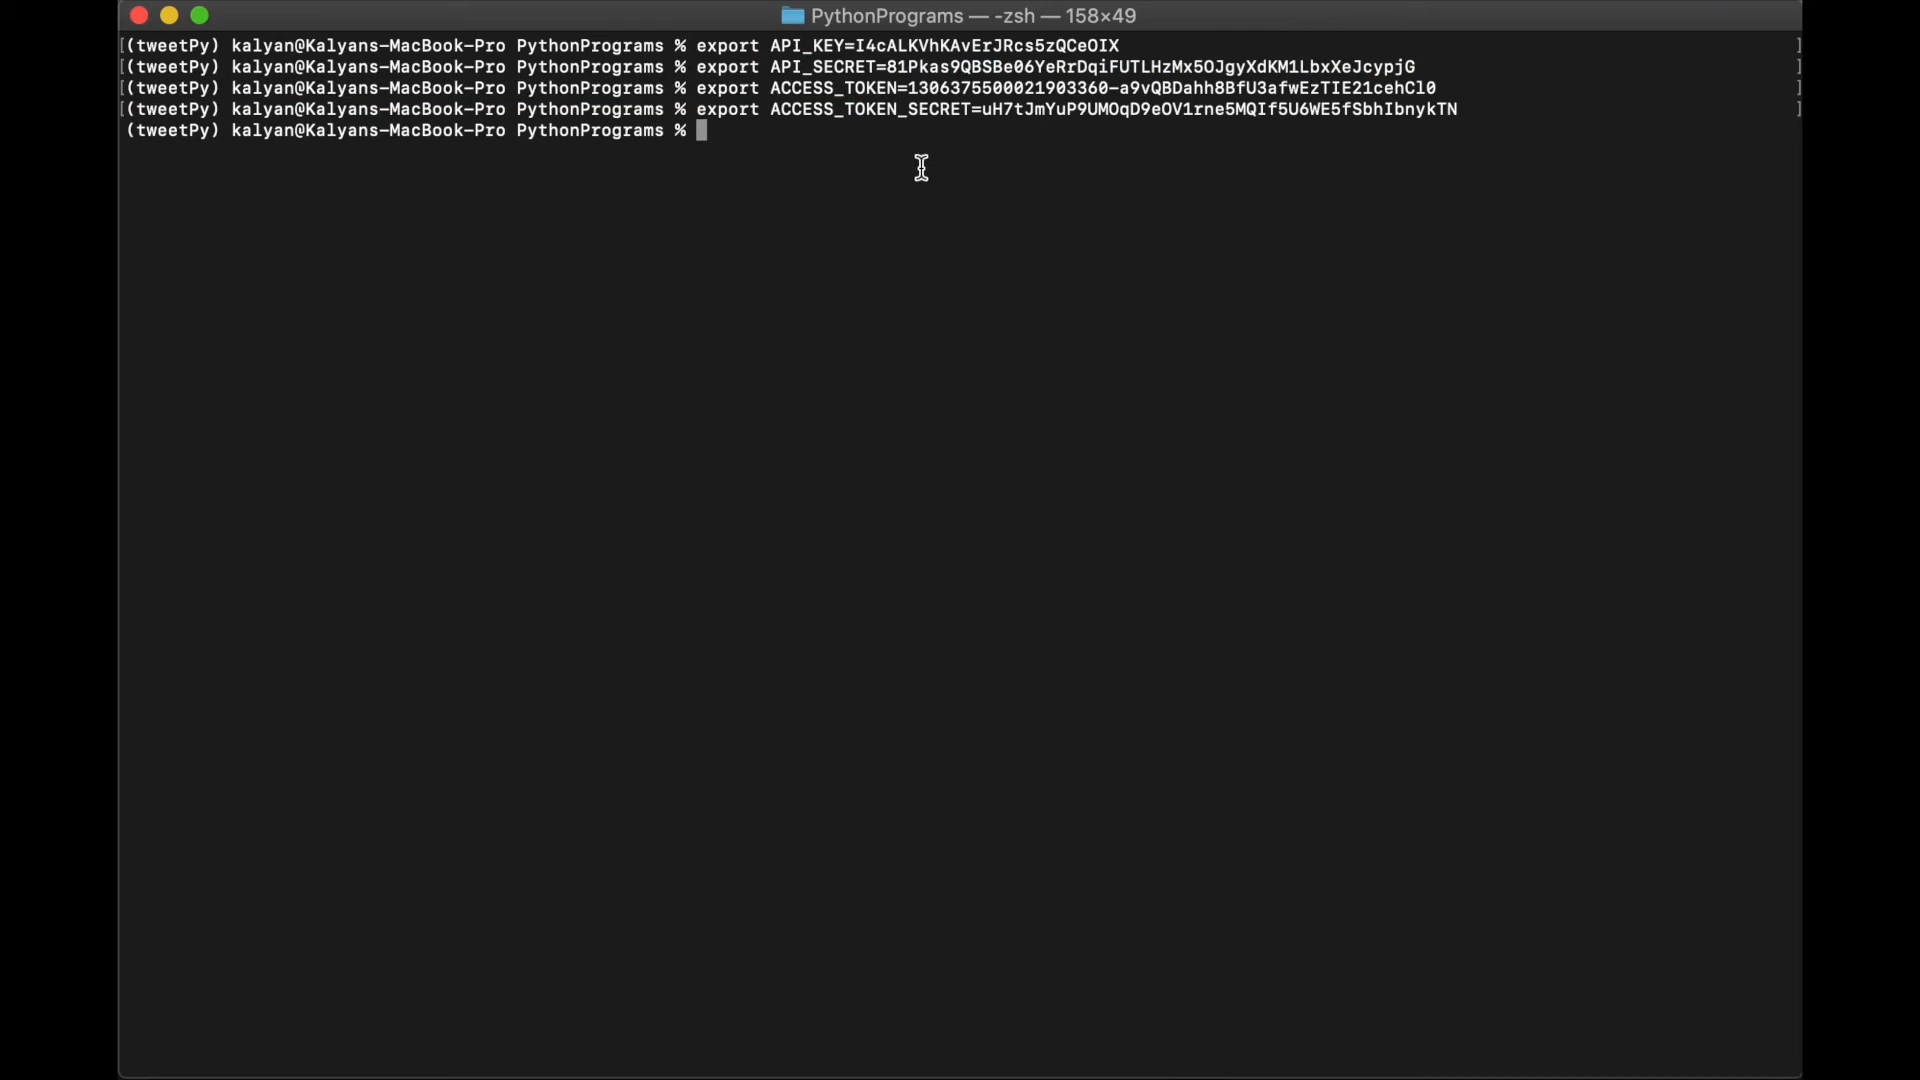 PythonPrograms — -zsh — 158×49
[(tweetPy) kalyan@Kalyans-MacBook-Pro PythonPrograms % export API_KEY=I4cALKVhKAvErJRcs5zQCeOIX ]
[(tweetPy) kalyan@Kalyans-MacBook-Pro PythonPrograms % export API_SECRET=81Pkas9QBSBe06YeRrDqiFUTLHzMx5OJgyXdKM1LbxXeJcypjG ]
[(tweetPy) kalyan@Kalyans-MacBook-Pro PythonPrograms % export ACCESS_TOKEN=1306375500021903360-a9vQBDahh8BfU3afwEzTIE21cehCl0 ]
[(tweetPy) kalyan@Kalyans-MacBook-Pro PythonPrograms % export ACCESS_TOKEN_SECRET=uH7tJmYuP9UMOqD9eOV1rne5MQIf5U6WE5fSbhIbnykTN ]
(tweetPy) kalyan@Kalyans-MacBook-Pro PythonPrograms %